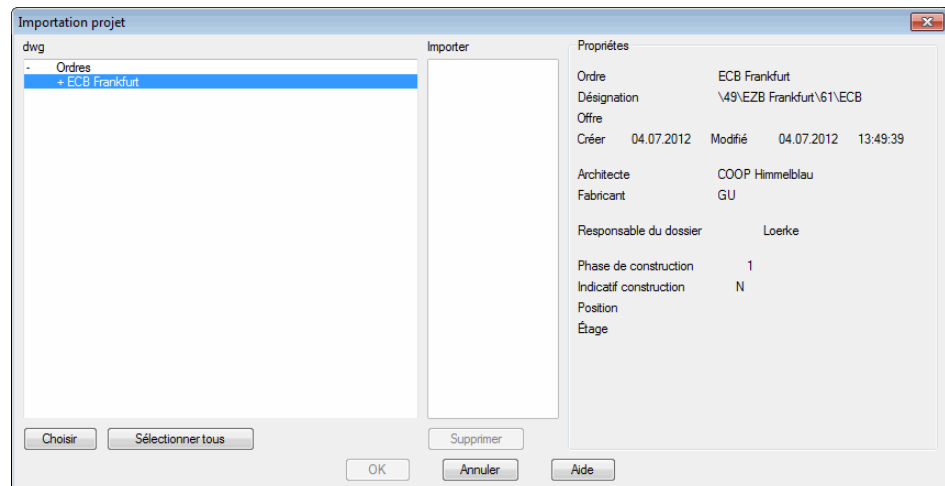 Importation projet
dwg
Importer
- Ordres
+ ECB Frankfurt
Propriétes
Ordre ECB Frankfurt
Désignation \49\EZB Frankfurt\61\ECB
Offre
Créer 04.07.2012 Modifié 04.07.2012 13:49:39
Architecte COOP Himmelblau
Fabricant GU
Responsable du dossier Loerke
Phase de construction 1
Indicatif construction N
Position
Étage
Choisir Sélectionner tous Supprimer
OK Annuler Aide